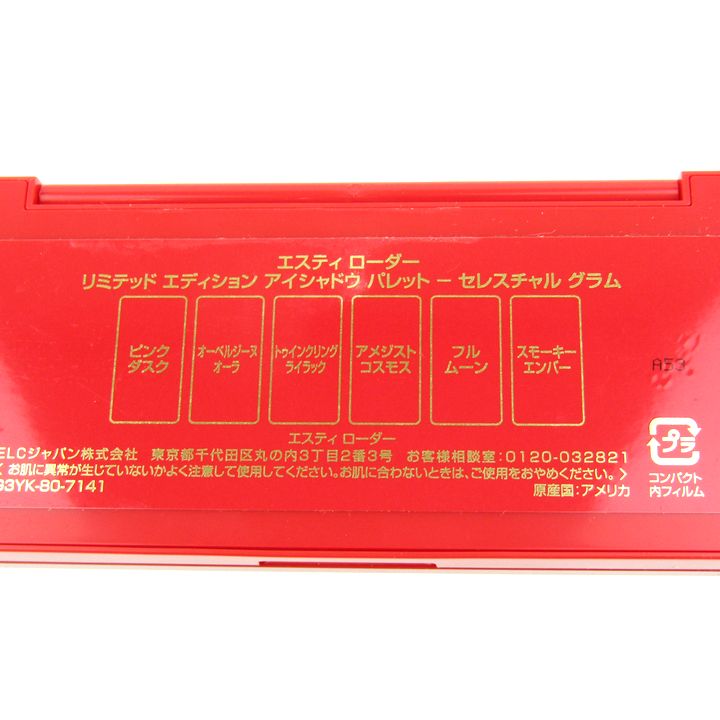 エスティ ローダー
リミテッド エディション アイシャドウ パレット － セレスチャル グラム
ピンク
ダスク
オーベルジーヌ
オーラ
トゥインクリング
ライラック
アメジスト
コスモス
フル
ムーン
スモーキー
エンバー
A53
エスティ ローダー
ELCジャパン株式会社 東京都千代田区丸の内3丁目2番3号 お客様相談室：0120-032821
く お肌に異常が生じていないかよく注意して使用してください。お肌に合わないときは、ご使用をおやめください。＞
93YK-80-7141
原産国：アメリカ
プラ
コンパクト
内フィルム